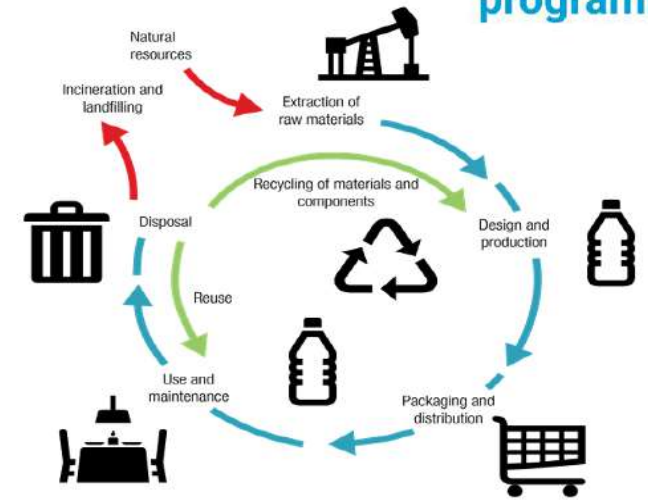 program
Natural
resources
Incineration and
landfilling
Extraction of
raw materials
Recycling of materials and
components
Disposal
Design and
production
Reuse
Use and
maintenance
Packaging and
distribution